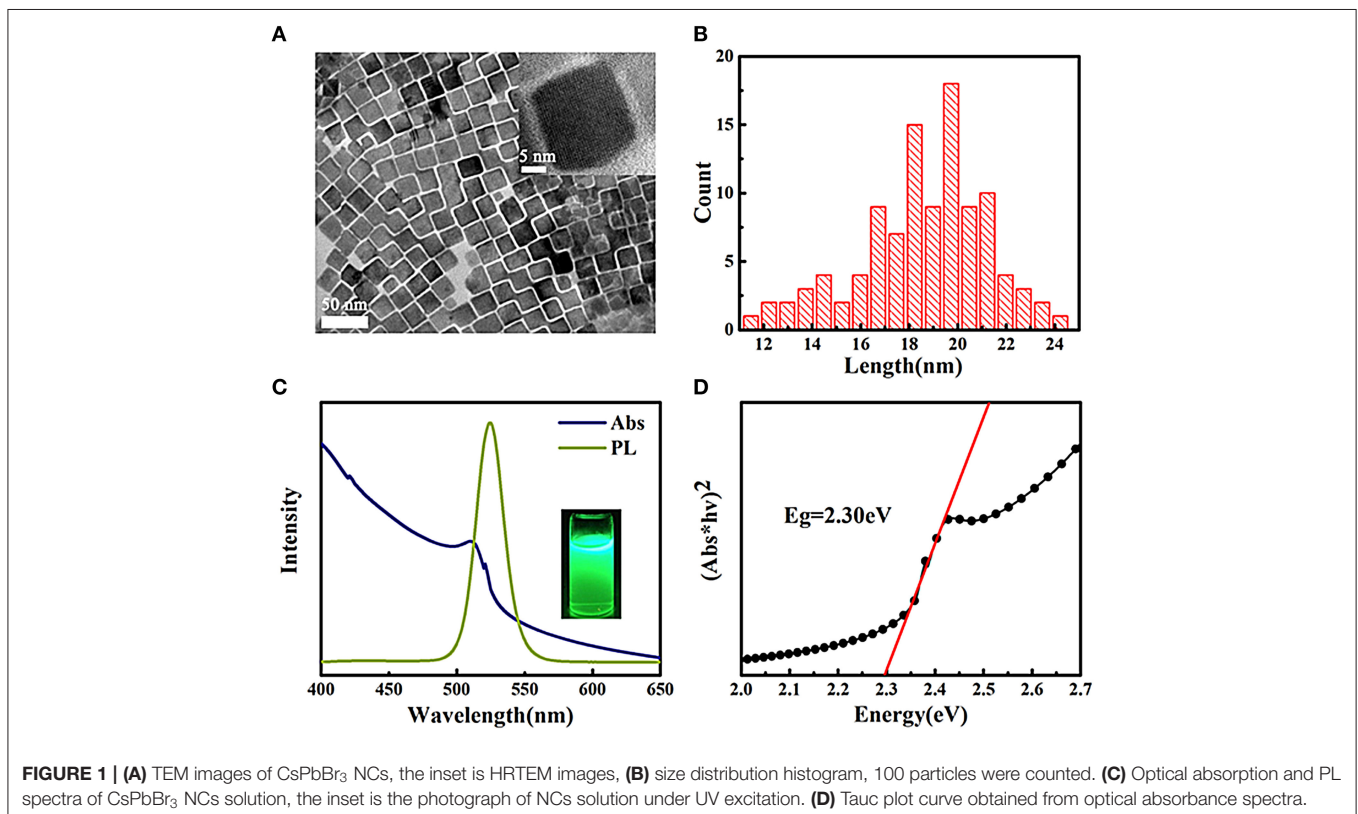 A
5 nm
50 nm
B
20
15
10
5
0
Count
12 14 16 18 20 22 24
Length(nm)
C
Abs
PL
Intensity
400 450 500 550 600 650
Wavelength(nm)
D
Eg=2.30eV
(Abs*hv)²
2.0 2.1 2.2 2.3 2.4 2.5 2.6 2.7
Energy(eV)
FIGURE 1 | (A) TEM images of CsPbBr₃ NCs, the inset is HRTEM images, (B) size distribution histogram, 100 particles were counted. (C) Optical absorption and PL
spectra of CsPbBr₃ NCs solution, the inset is the photograph of NCs solution under UV excitation. (D) Tauc plot curve obtained from optical absorbance spectra.